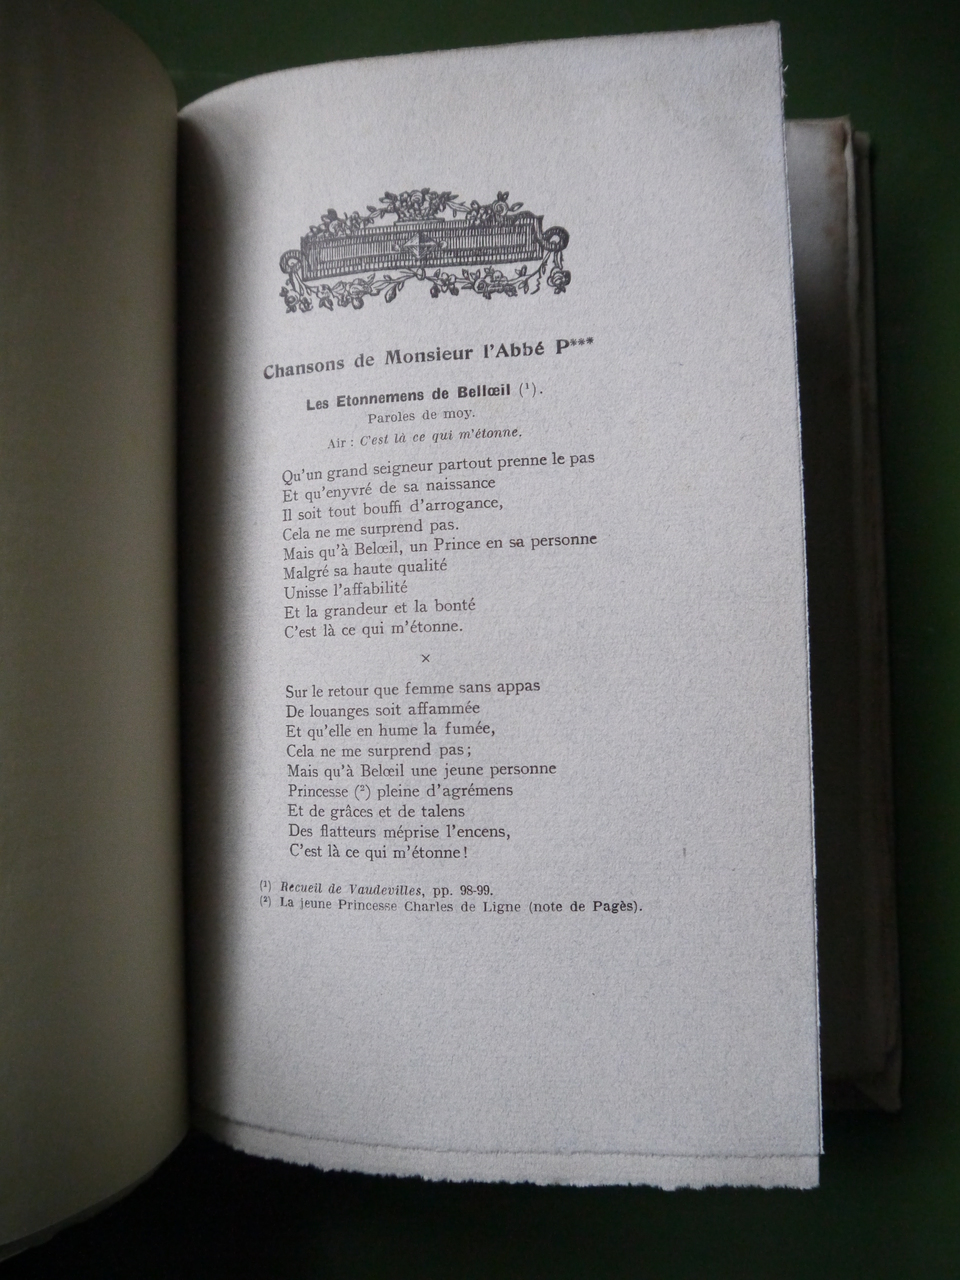 Chansons de Monsieur l'Abbé P***
Les Etonnemens de Bellœil (¹).
Paroles de moy.
Air : C'est là ce qui m'étonne.
Qu'un grand seigneur partout prenne le pas
Et qu'enyvré de sa naissance
Il soit tout bouffi d'arrogance,
Cela ne me surprend pas.
Mais qu'à Belœil, un Prince en sa personne
Malgré sa haute qualité
Unisse l'affabilité
Et la grandeur et la bonté
C'est là ce qui m'étonne.
×
Sur le retour que femme sans appas
De louanges soit affammée
Et qu'elle en hume la fumée,
Cela ne me surprend pas ;
Mais qu'à Belœil une jeune personne
Princesse (²) pleine d'agrémens
Et de grâces et de talens
Des flatteurs méprise l'encens,
C'est là ce qui m'étonne !
(¹) Recueil de Vaudevilles, pp. 98-99.
(²) La jeune Princesse Charles de Ligne (note de Pagès).